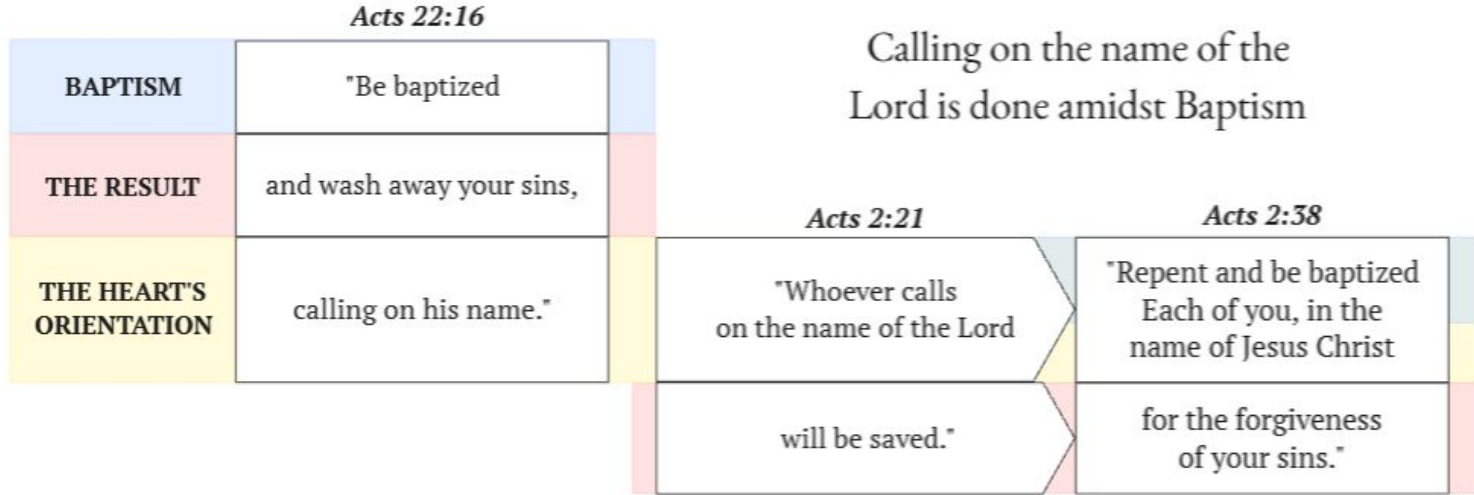 Acts 22:16
Calling on the name of the
Lord is done amidst Baptism
BAPTISM
"Be baptized
THE RESULT
and wash away your sins,
THE HEART'S
ORIENTATION
calling on his name."
Acts 2:21
"Whoever calls
on the name of the Lord
will be saved."
Acts 2:38
"Repent and be baptized
Each of you, in the
name of Jesus Christ
for the forgiveness
of your sins."